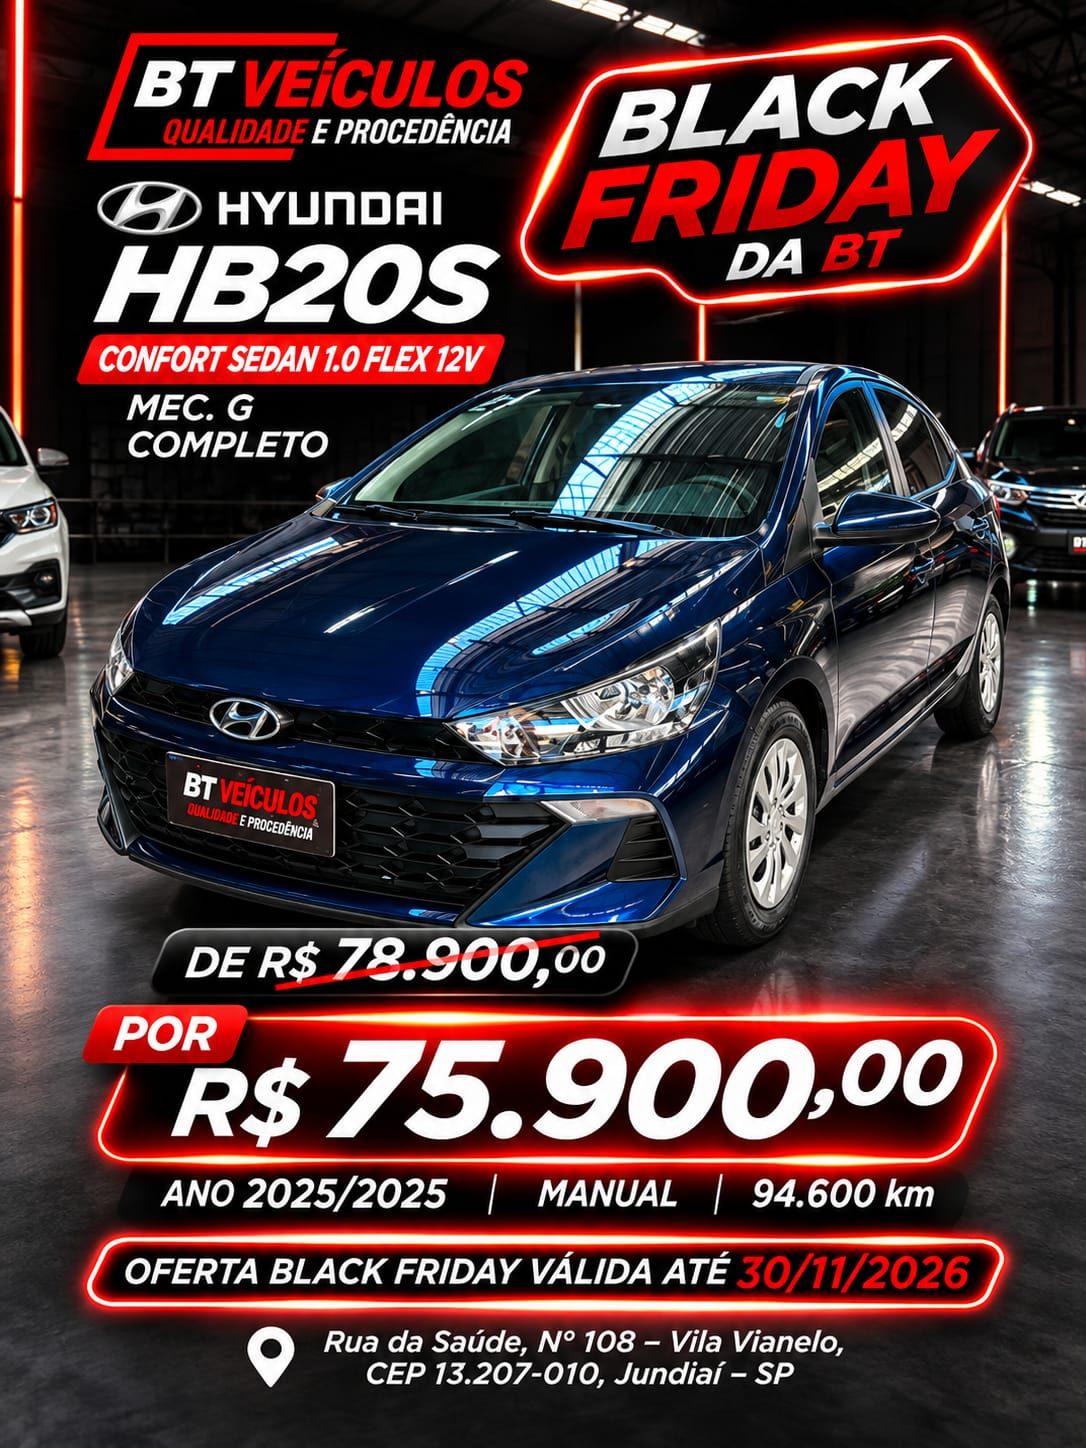 BT VEÍCULOS
QUALIDADE E PROCEDÊNCIA
BLACK
FRIDAY
DA BT
HYUNDAI
HB20S
CONFORT SEDAN 1.0 FLEX 12V
MEC. G
COMPLETO
BT VEÍCULOS
QUALIDADE E PROCEDÊNCIA
DE R$ 78.900,00
POR
R$ 75.900,00
ANO 2025/2025 | MANUAL | 94.600 km
OFERTA BLACK FRIDAY VÁLIDA ATÉ 30/11/2026
Rua da Saúde, Nº 108 – Vila Vianelo,
CEP 13.207-010, Jundiaí – SP